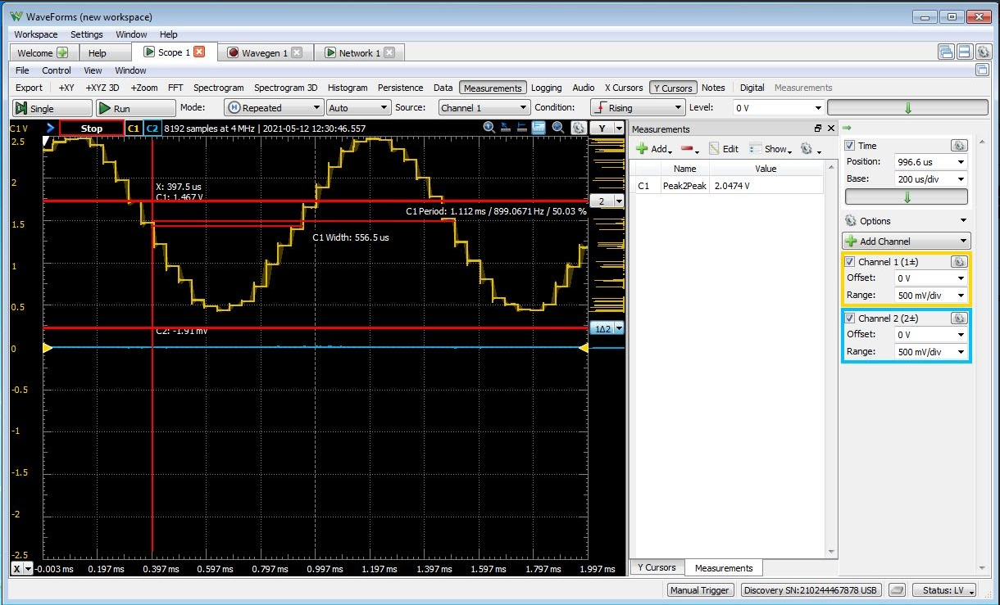 WaveForms (new workspace)
Workspace Settings Window Help
Welcome Help Scope 1 Wavegen 1 Network 1
File Control View Window
Export +XY +XYZ 3D +Zoom FFT Spectrogram Spectrogram 3D Histogram Persistence Data Measurements Logging Audio X Cursors Y Cursors Notes Digital Measurements
Single Run Mode: Repeated Auto Source: Channel 1 Condition: Rising Level: 0 V
C1 V Stop C1 C2 8192 samples at 4 MHz | 2021-05-12 12:30:46.557 Y
2.5
2
1.5
1
0.5
0
-0.5
-1
-1.5
-2
-2.5
X: 397.5 us
C1: 1.467 V
2
C1 Period: 1.112 ms / 899.0671 Hz / 50.03 %
C1 Width: 556.5 us
C2: -1.91 mV
1Δ2
X -0.003 ms 0.197 ms 0.397 ms 0.597 ms 0.797 ms 0.997 ms 1.197 ms 1.397 ms 1.597 ms 1.797 ms 1.997 ms
Measurements
Add Edit Show
Name Value
C1 Peak2Peak 2.0474 V
Y Cursors Measurements
Time
Position: 996.6 us
Base: 200 us/div
Options
Add Channel
Channel 1 (1±)
Offset: 0 V
Range: 500 mV/div
Channel 2 (2±)
Offset: 0 V
Range: 500 mV/div
Manual Trigger Discovery SN:210244467878 USB Status: LV